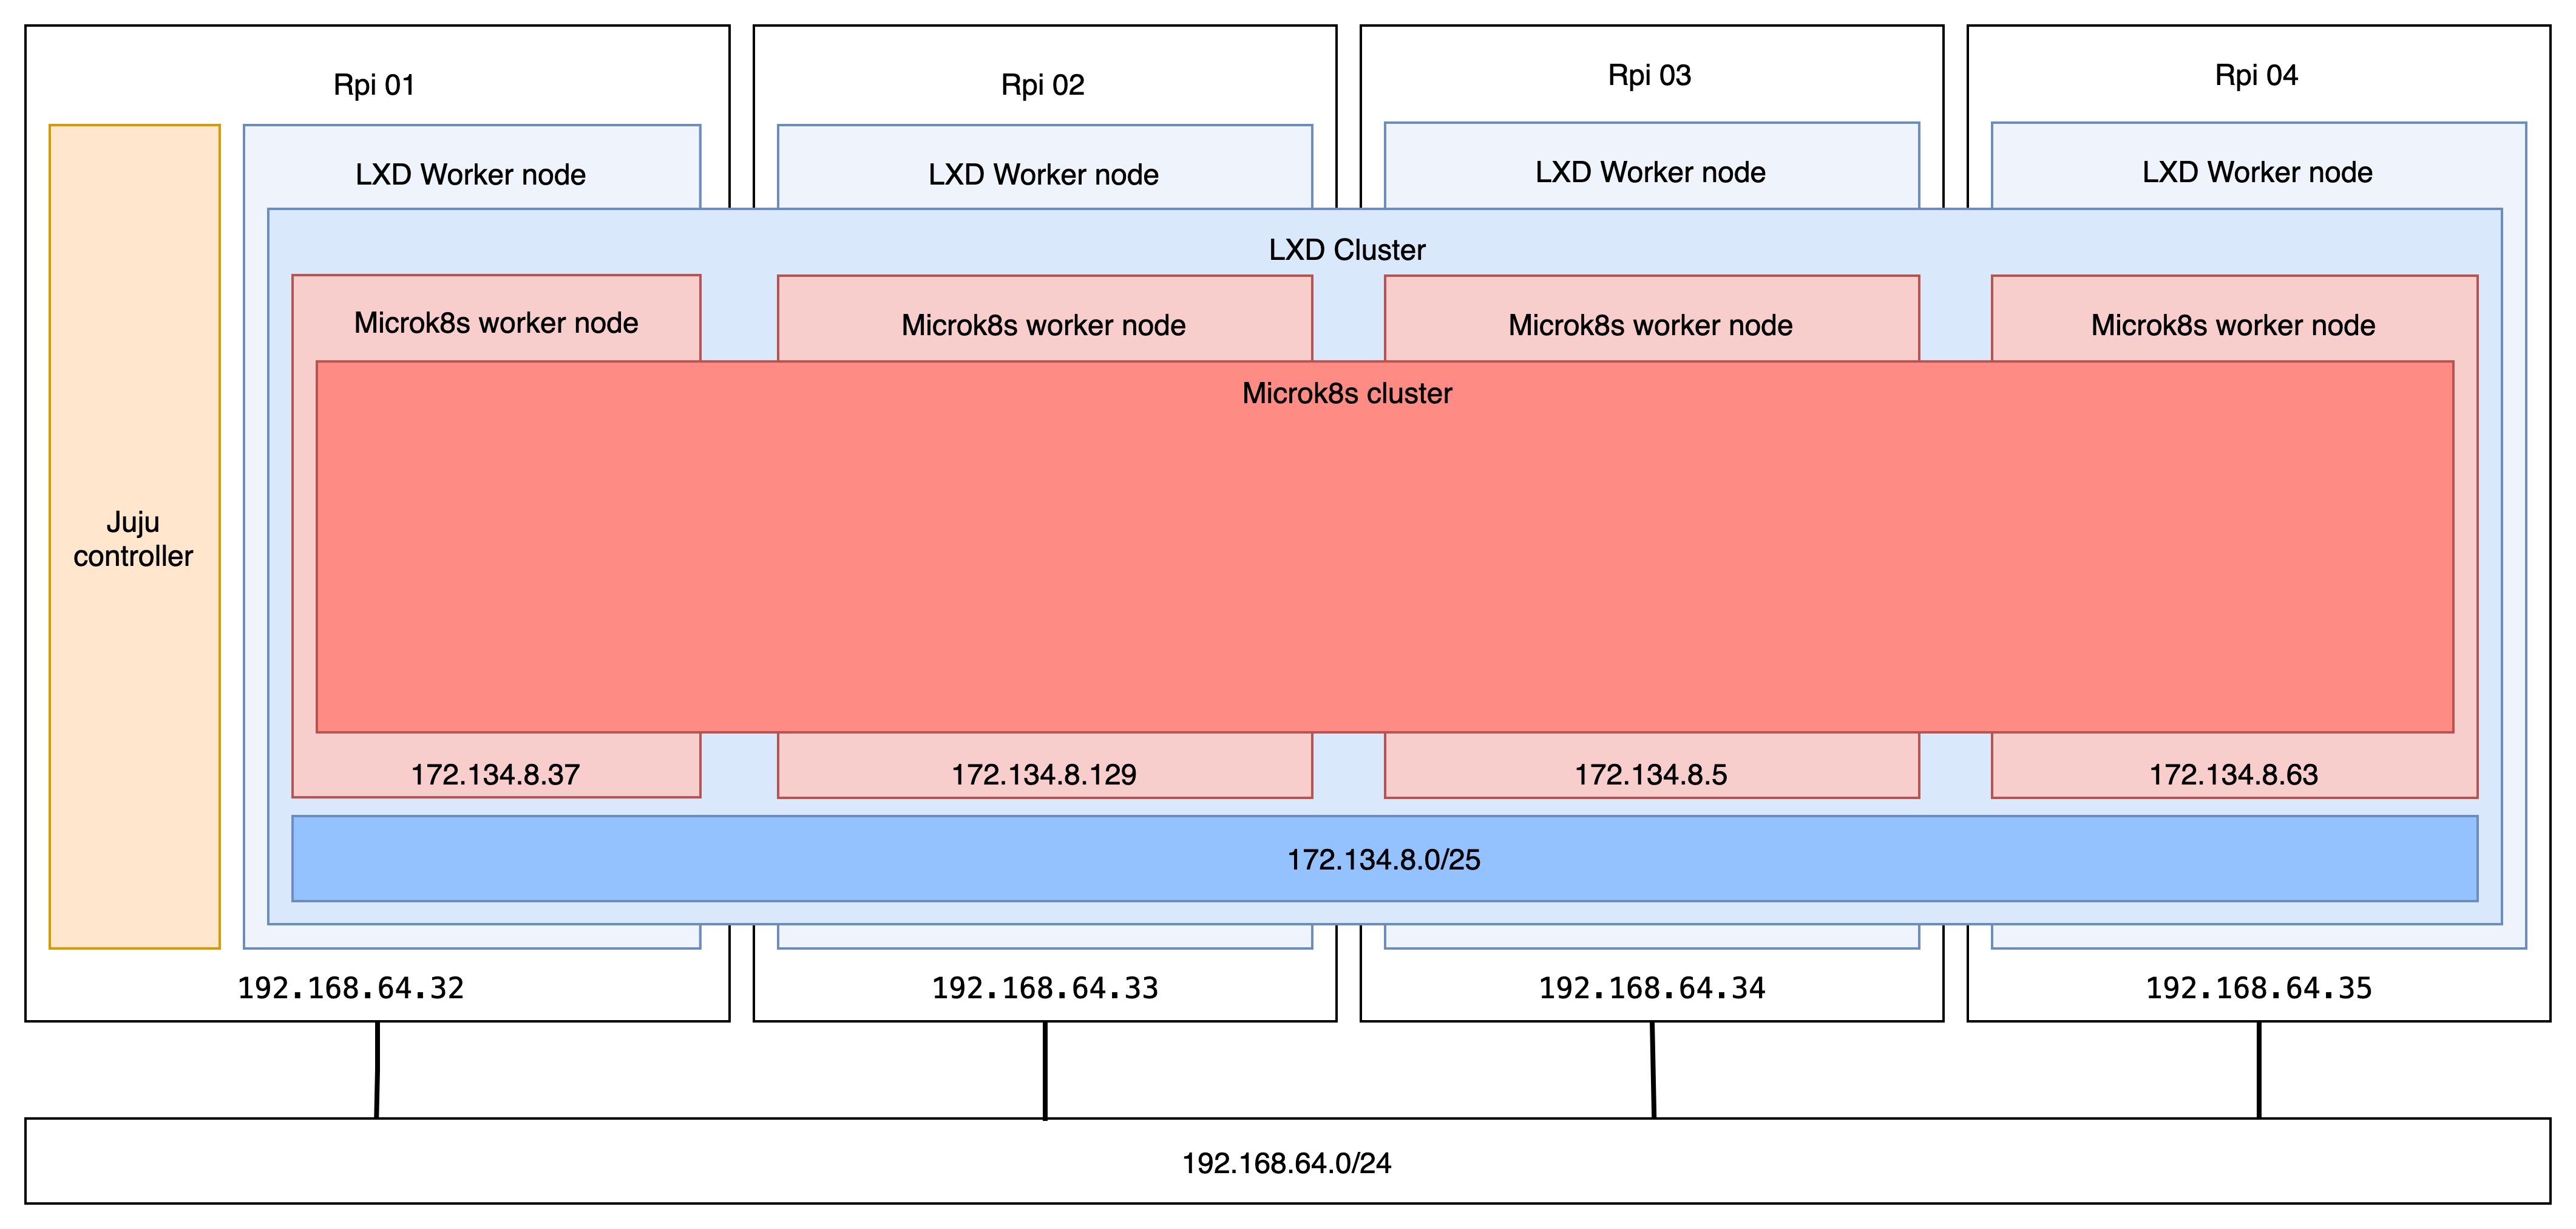 Rpi 01
Rpi 02
Rpi 03
Rpi 04
LXD Worker node
LXD Worker node
LXD Worker node
LXD Worker node
LXD Cluster
Microk8s worker node
Microk8s worker node
Microk8s worker node
Microk8s worker node
Microk8s cluster
Juju
controller
172.134.8.37
172.134.8.129
172.134.8.5
172.134.8.63
172.134.8.0/25
192.168.64.32
192.168.64.33
192.168.64.34
192.168.64.35
192.168.64.0/24